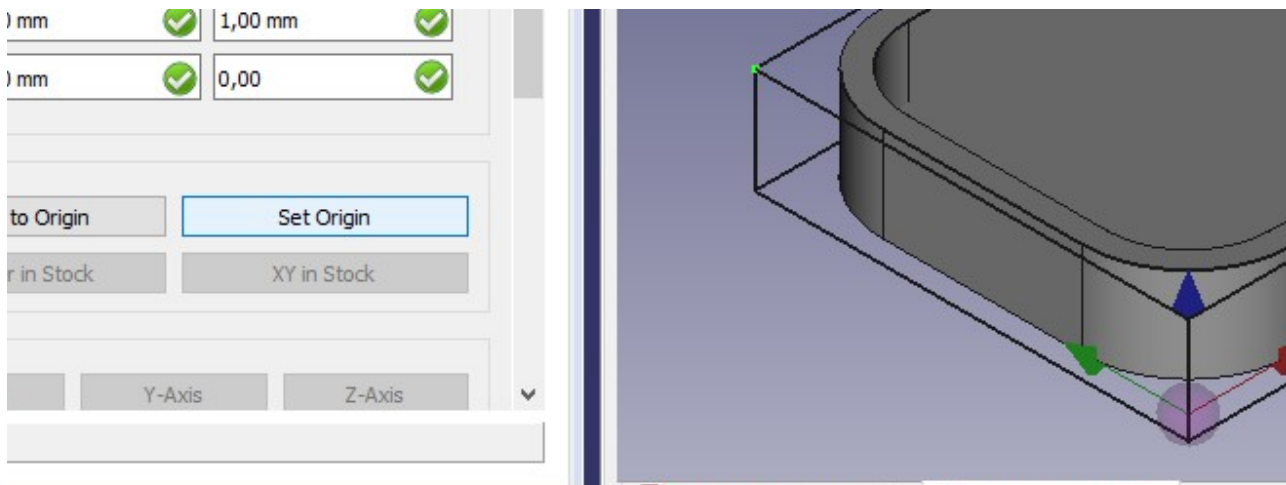 mm 1,00 mm
mm 0,00
to Origin Set Origin
in Stock XY in Stock
Y-Axis Z-Axis